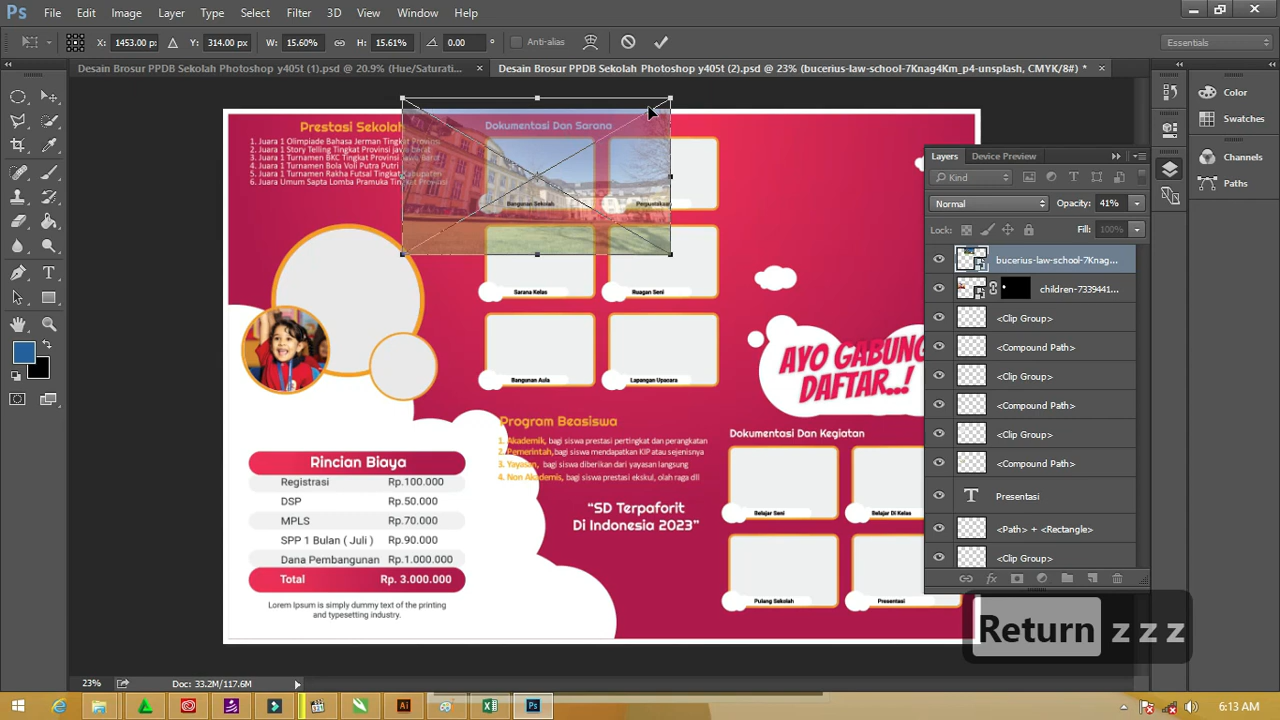 Ps File Edit Image Layer Type Select Filter 3D View Window Help
X: 1453.00 px Y: 314.00 px W: 15.60% H: 15.61% 0.00 ° Anti-alias Essentials
Desain Brosur PPDB Sekolah Photoshop y405t (1).psd @ 20.9% (Hue/Saturati... × Desain Brosur PPDB Sekolah Photoshop y405t (2).psd @ 23% (bucerius-law-school-7Knag4Km_p4-unsplash, CMYK/8#) * ×
Prestasi Sekolah
1. Juara 1 Olimpiade Bahasa Jerman Tingkat Provinsi
2. Juara 1 Story Telling Tingkat Provinsi Jawa Barat
3. Juara 1 Turnamen BKC Tingkat Provinsi Jawa Barat
4. Juara 1 Turnamen Bola Voli Putra Putri
5. Juara 1 Turnamen Rakha Futsal Tingkat Kabupaten
6. Juara Umum Sapta Lomba Pramuka Tingkat Provinsi
Dokumentasi Dan Sarana
Bangunan Sekolah
Sarana Kelas
Ruagan Seni
Bangunan Aula
Lapangan Upacara
Rincian Biaya
Registrasi Rp.100.000
DSP Rp.50.000
MPLS Rp.70.000
SPP 1 Bulan ( Juli ) Rp.90.000
Dana Pembangunan Rp.1.000.000
Total Rp. 3.000.000
Lorem Ipsum is simply dummy text of the printing
and typesetting industry.
Program Beasiswa
1. Akademik, bagi siswa prestasi pertingkat dan perangkatan
2. Pemerintah,bagi siswa mendapatkan KIP atau sejenisnya
3. Yayasan, bagi siswa diberikan dari yayasan langsung
4. Non Akademis, bagi siswa prestasi ekskul, olah raga dll
“SD Terpaforit
Di Indonesia 2023”
AYO GABUNG
DAFTAR...!
Dokumentasi Dan Kegiatan
Belajar Seni
Belajar Di Kelas
Pulang Sekolah
Presentasi
Layers Device Preview
Kind
Normal Opacity: 41%
Lock: Fill: 100%
bucerius-law-school-7Knag...
<Clip Group>
<Compound Path>
<Clip Group>
<Compound Path>
<Clip Group>
<Compound Path>
T Presentasi
<Path> + <Rectangle>
<Clip Group>
Color
Swatches
Channels
Paths
Return z z z
23% Doc: 33.2M/117.6M
6:13 AM